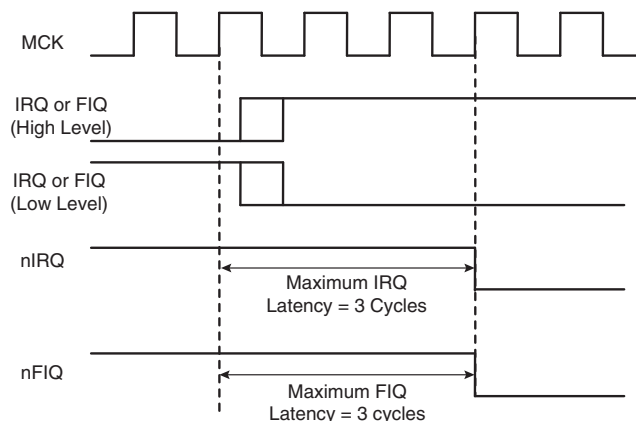 MCK
IRQ or FIQ
(High Level)
IRQ or FIQ
(Low Level)
nIRQ
Maximum IRQ
Latency = 3 Cycles
nFIQ
Maximum FIQ
Latency = 3 cycles